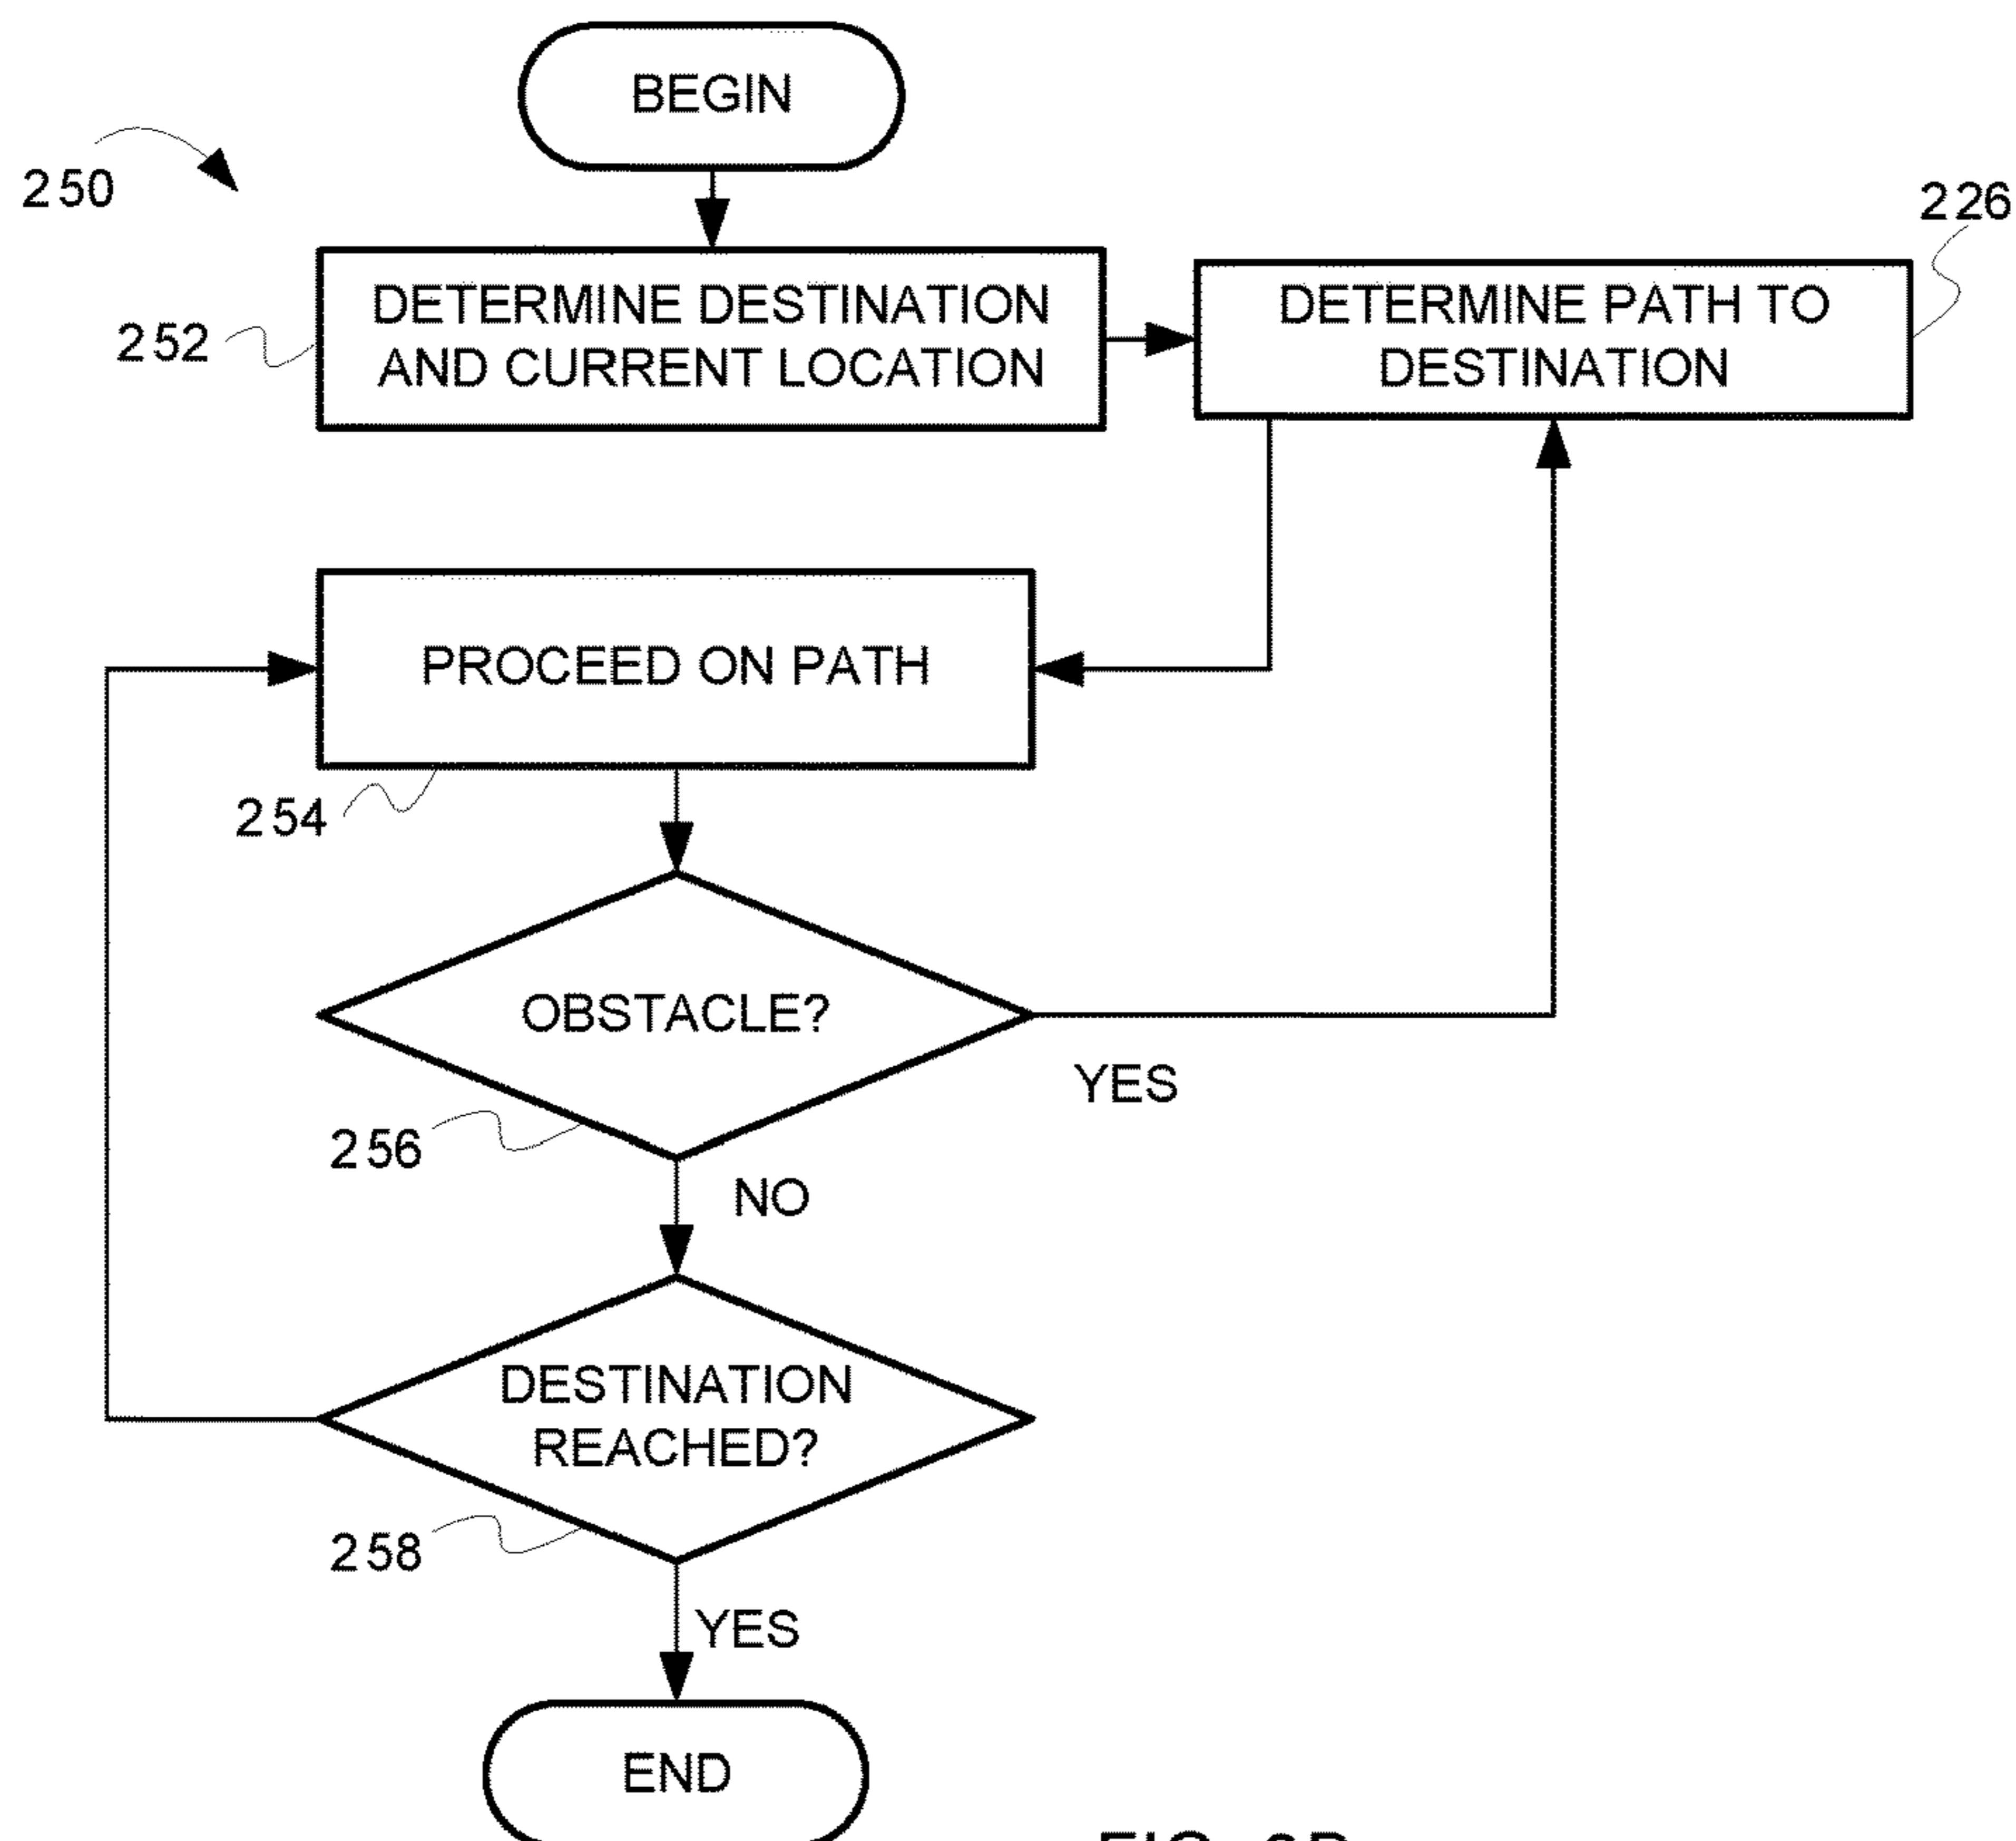 BEGIN
250
226
252
DETERMINE DESTINATION
AND CURRENT LOCATION
DETERMINE PATH TO
DESTINATION
PROCEED ON PATH
254
OBSTACLE?
YES
256
NO
DESTINATION
REACHED?
258
YES
END